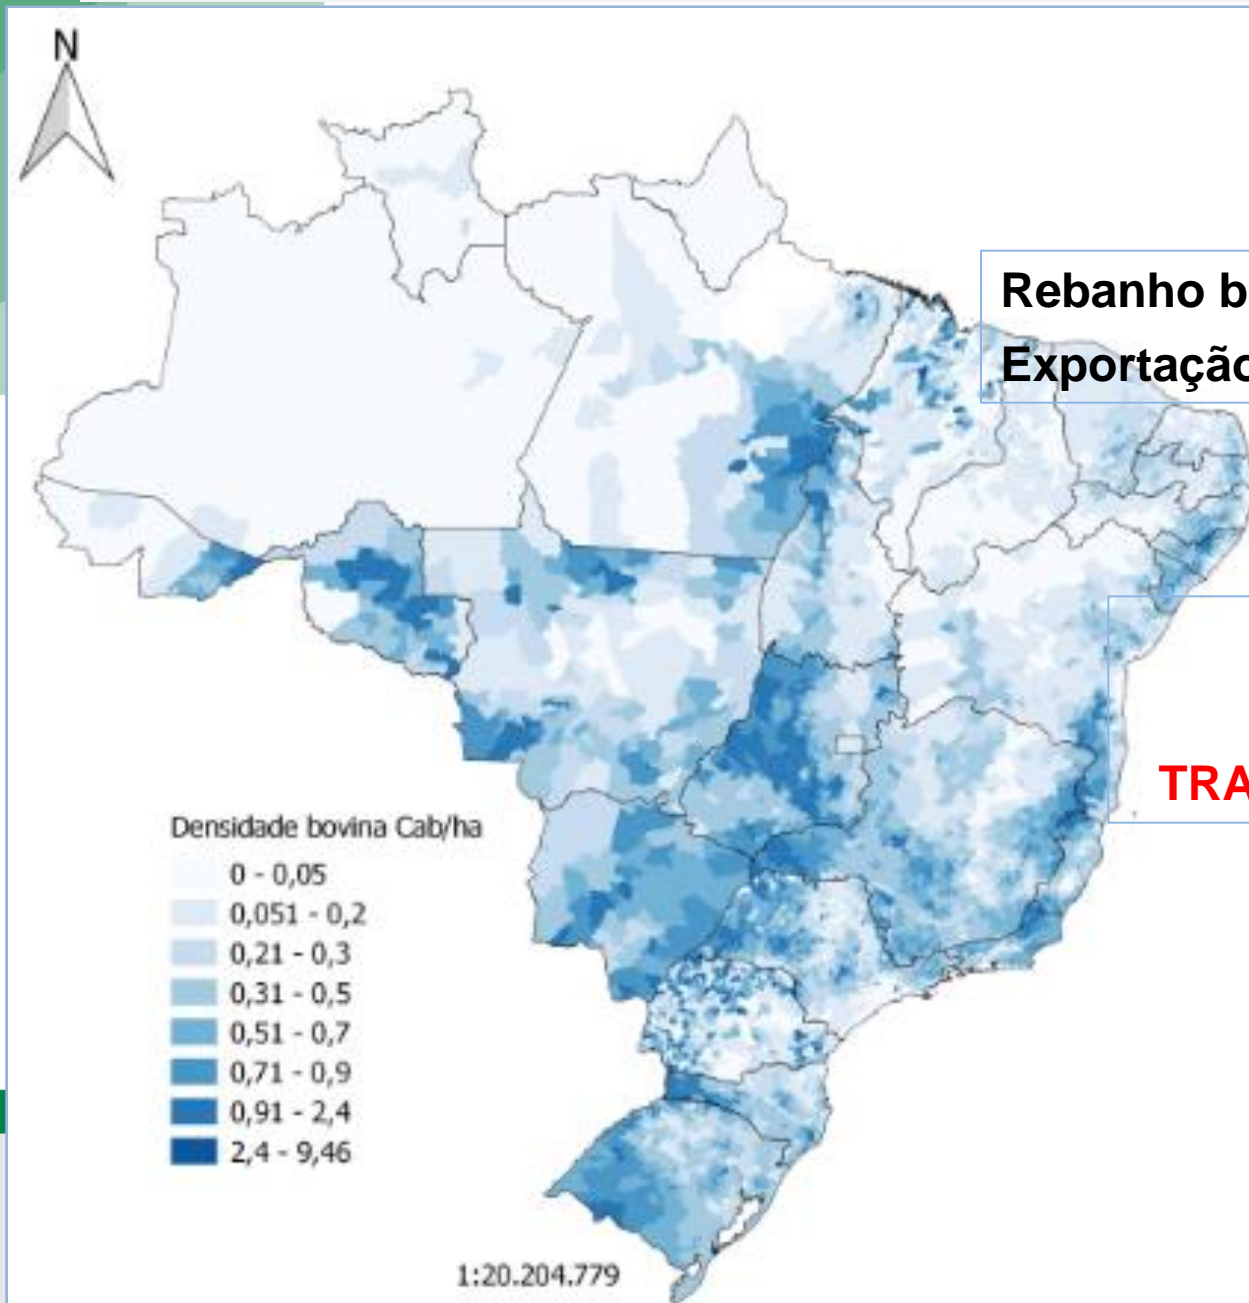 N
Rebanho b
Exportação
TRA
Densidade bovina Cab/ha
0 - 0,05
0,051 - 0,2
0,21 - 0,3
0,31 - 0,5
0,51 - 0,7
0,71 - 0,9
0,91 - 2,4
2,4 - 9,46
1:20.204.779